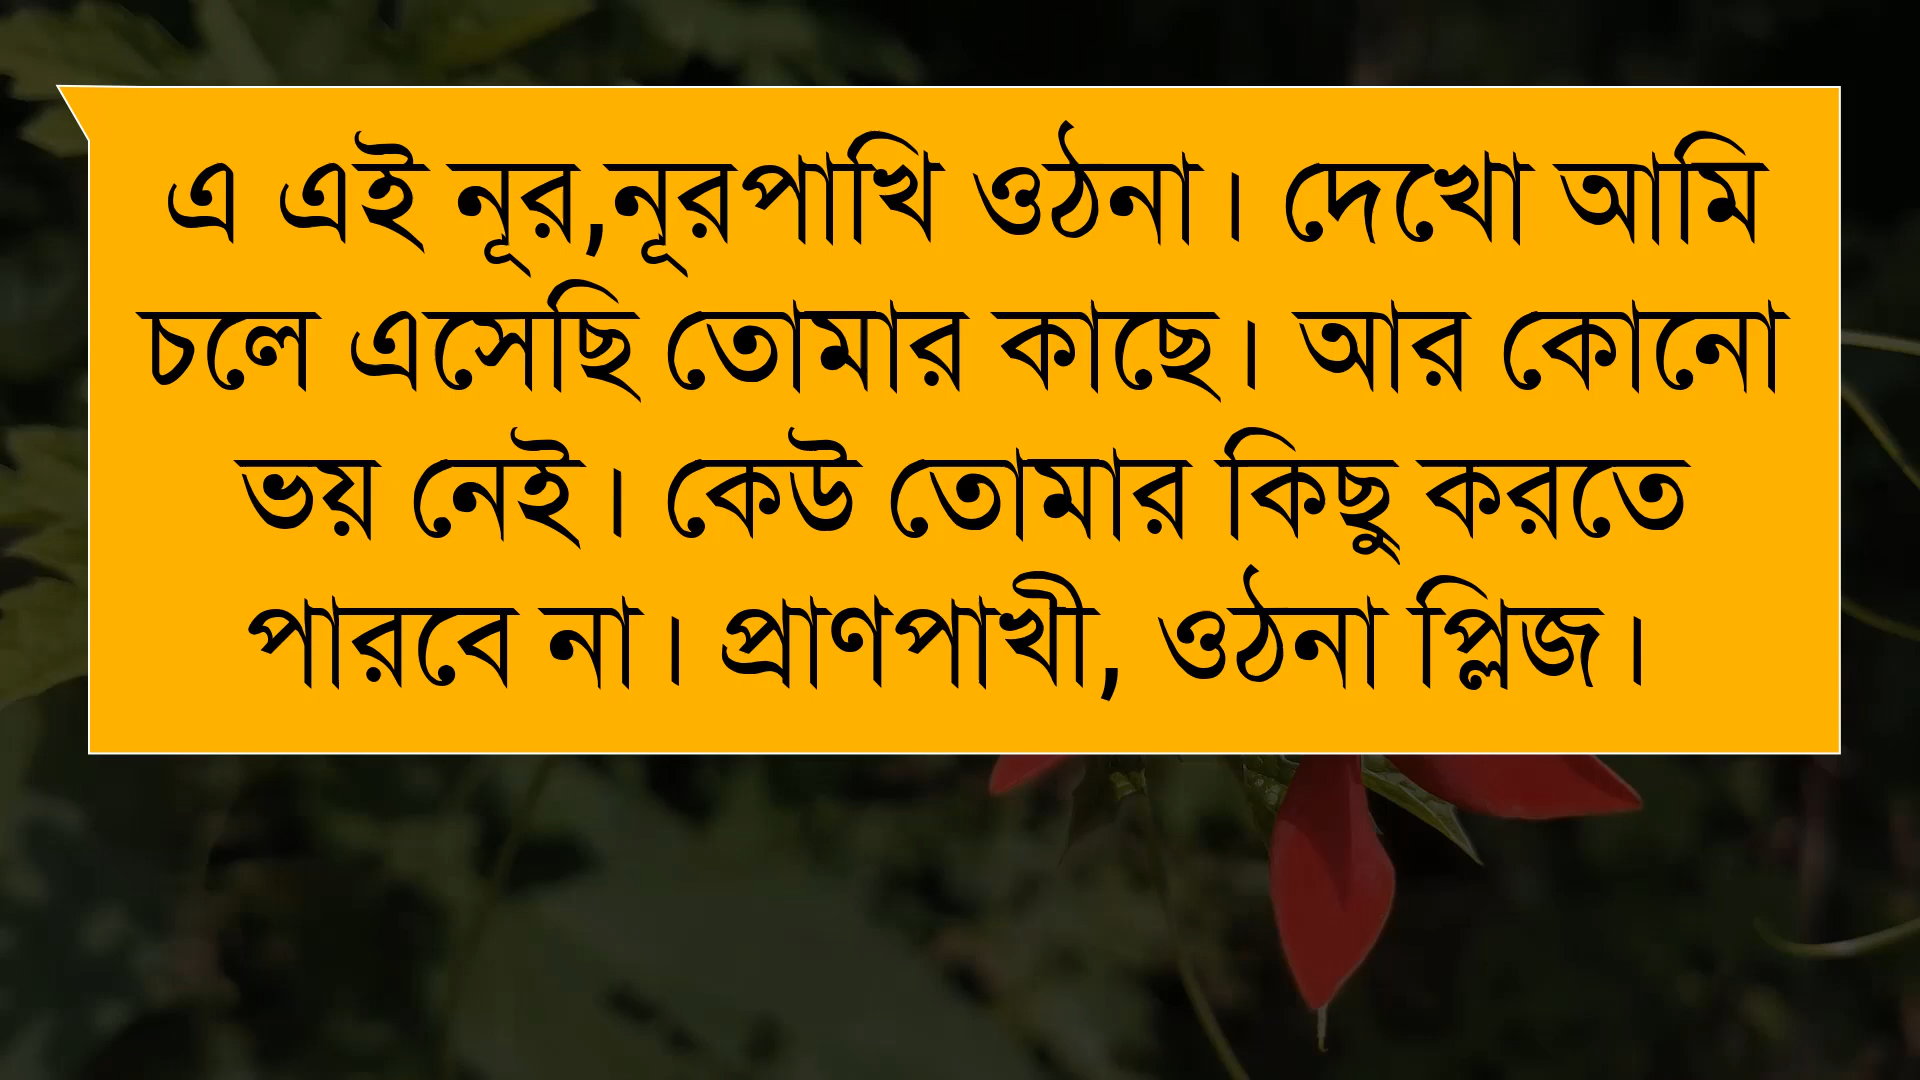 এ এই নূর,নূরপাখি ওঠনা। দেখো আমি
চলে এসেছি তোমার কাছে। আর কোনো
ভয় নেই। কেউ তোমার কিছু করতে
পারবে না। প্রাণপাখী, ওঠনা প্লিজ।